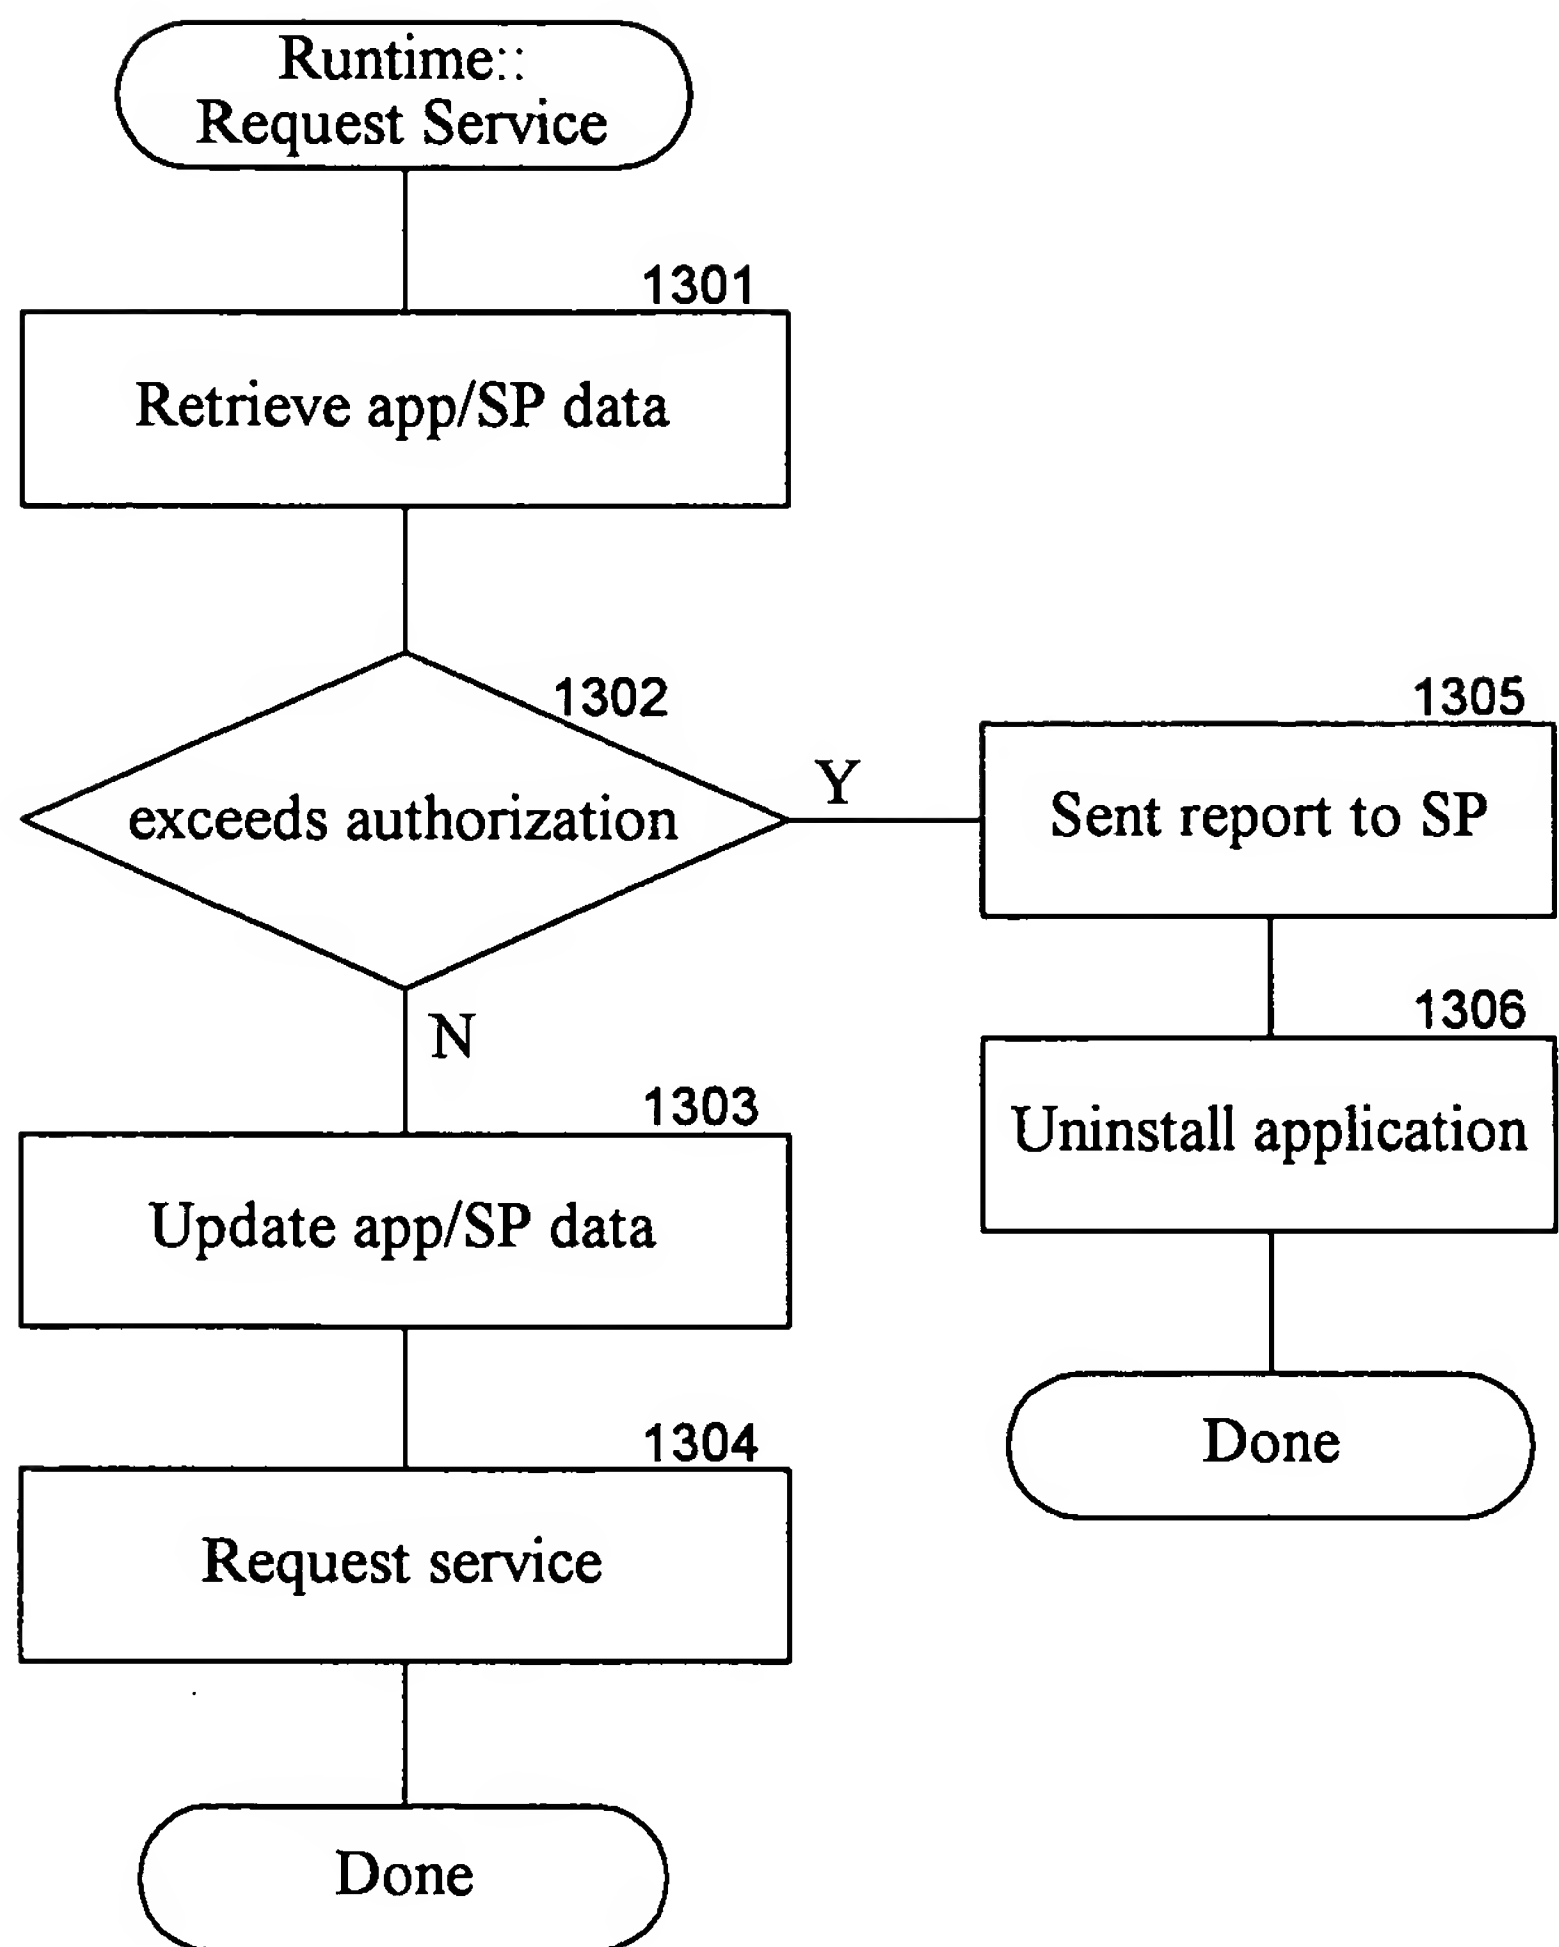 Runtime::
Request Service
1301
Retrieve app/SP data
1302
exceeds authorization
Y
N
1303
Update app/SP data
1304
Request service
Done
1305
Sent report to SP
1306
Uninstall application
Done